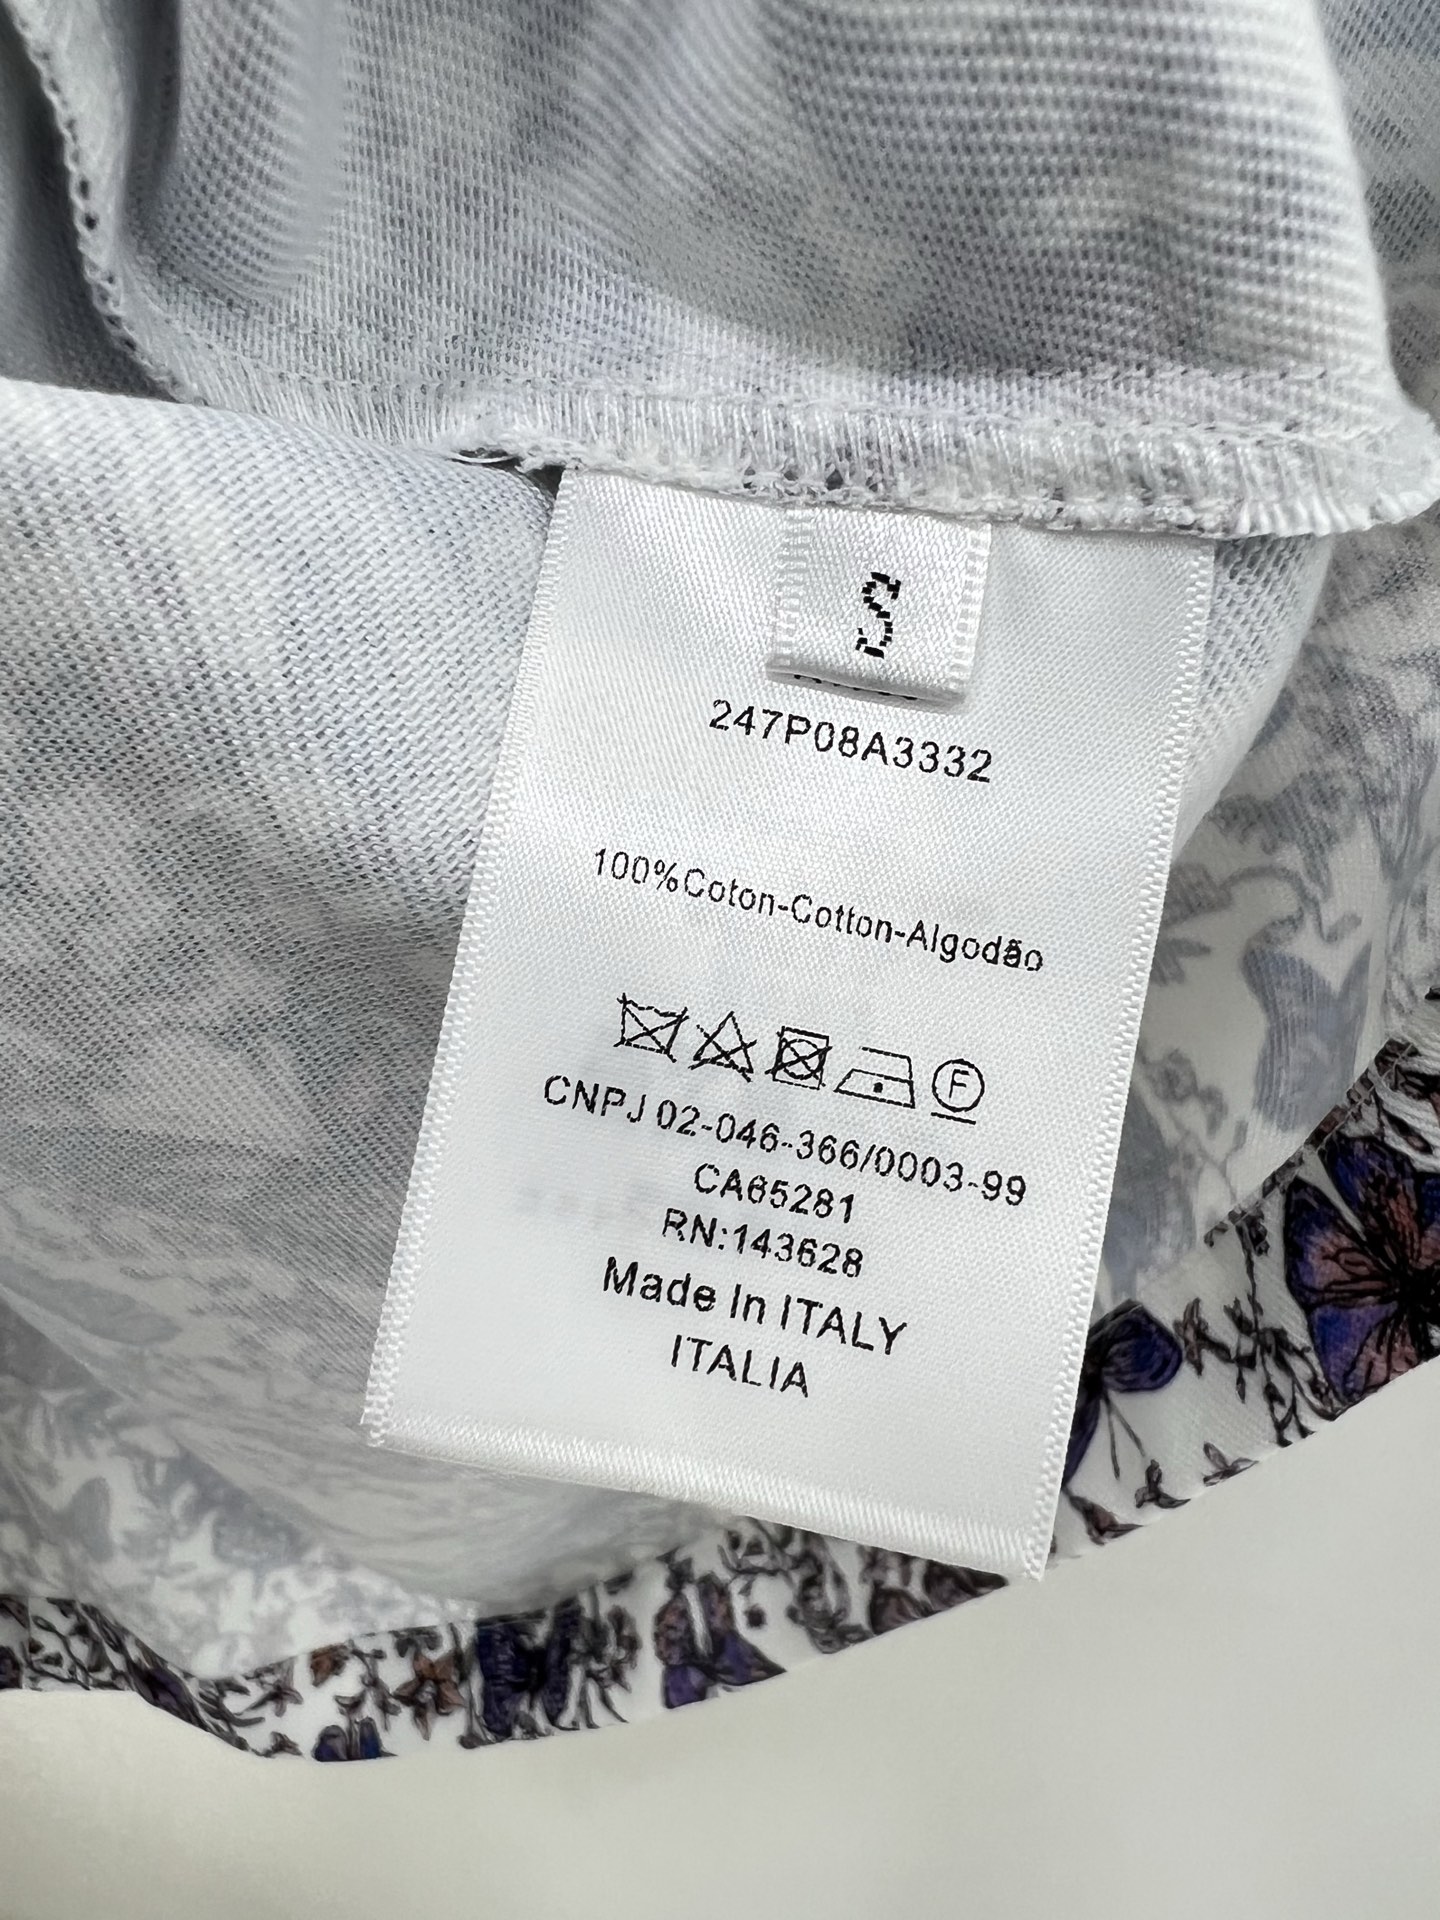 S
247P08A3332
100%Coton-Cotton-Algodão
F
CNPJ 02-046-366/0003-99
CA65281
RN:143628
Made In ITALY
ITALIA